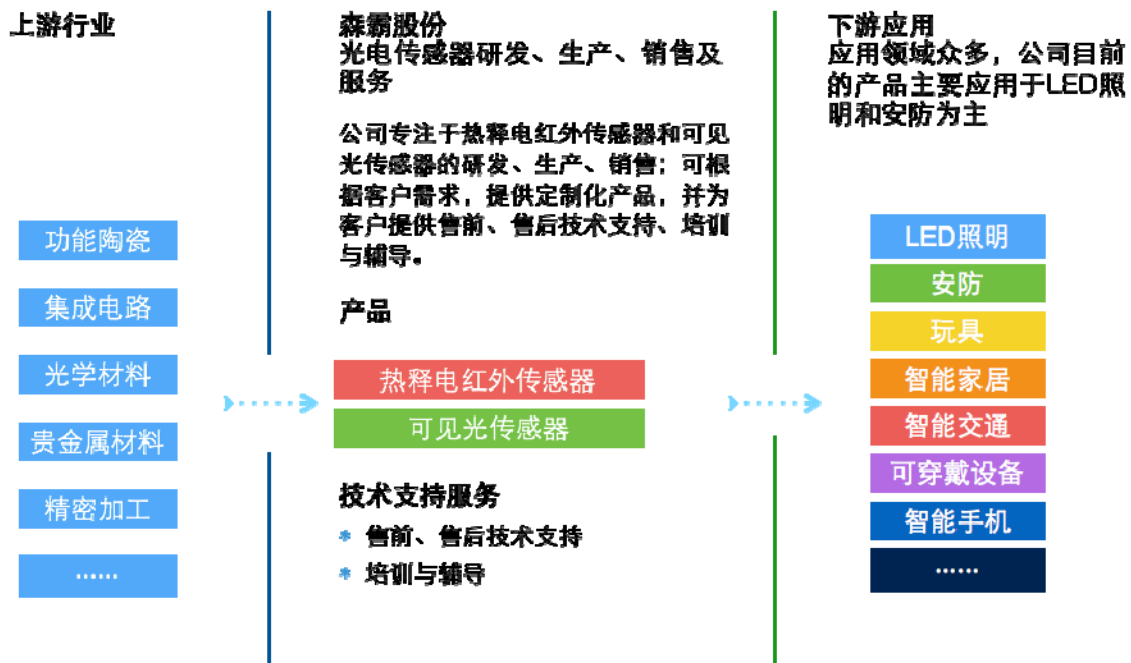 上游行业
功能陶瓷
集成电路
光学材料
贵金属材料
精密加工
……
森霸股份
光电传感器研发、生产、销售及
服务
公司专注于热释电红外传感器和可见
光传感器的研发、生产、销售；可根
据客户需求，提供定制化产品，并为
客户提供售前、售后技术支持、培训
与辅导。
产品
热释电红外传感器
可见光传感器
技术支持服务
* 售前、售后技术支持
* 培训与辅导
下游应用
应用领域众多，公司目前
的产品主要应用于LED照
明和安防为主
LED照明
安防
玩具
智能家居
智能交通
可穿戴设备
智能手机
……